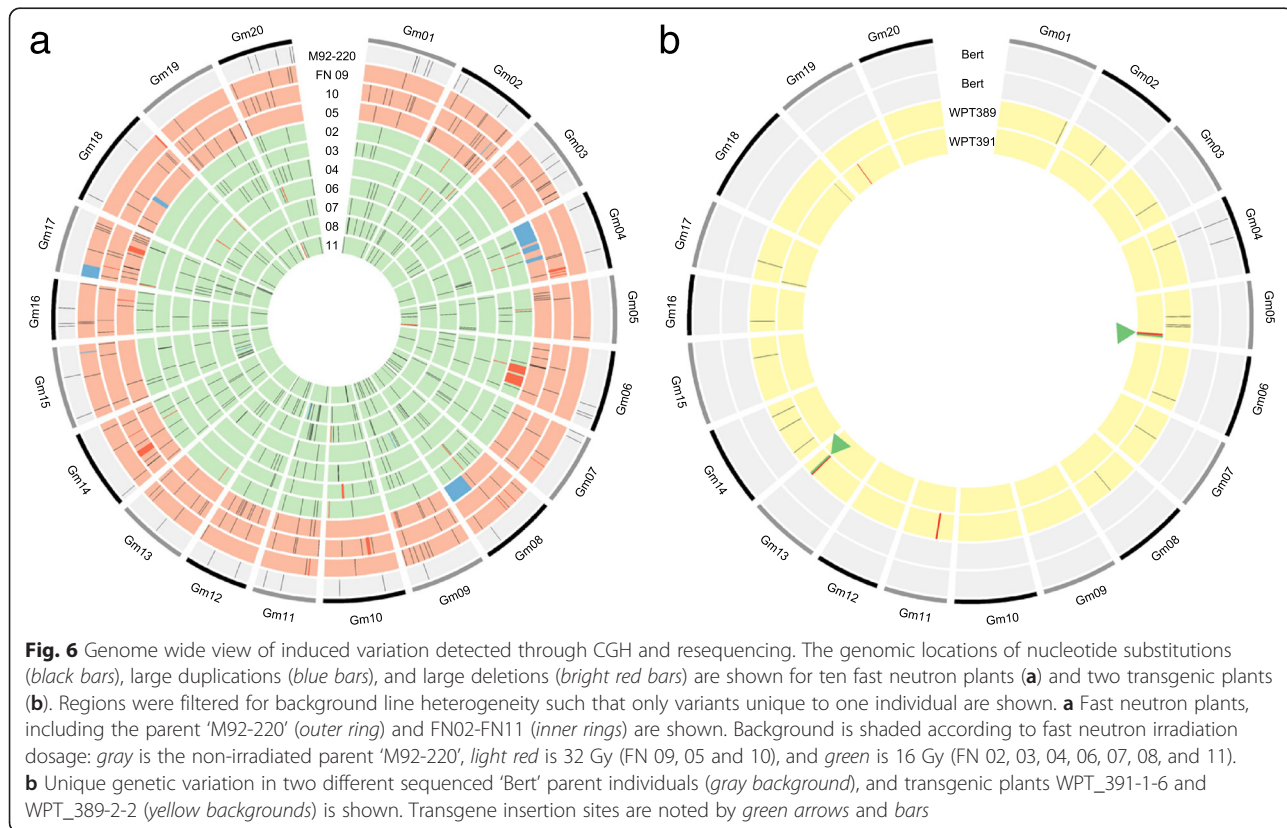 a
Gm01
Gm02
Gm03
Gm04
Gm05
Gm06
Gm07
Gm08
Gm09
Gm10
Gm11
Gm12
Gm13
Gm14
Gm15
Gm16
Gm17
Gm18
Gm19
Gm20
M92-220
FN 09
10
05
02
03
04
06
07
08
11
b
Gm01
Gm02
Gm03
Gm04
Gm05
Gm06
Gm07
Gm08
Gm09
Gm10
Gm11
Gm12
Gm13
Gm14
Gm15
Gm16
Gm17
Gm18
Gm19
Gm20
Bert
Bert
WPT389
WPT391
Fig. 6 Genome wide view of induced variation detected through CGH and resequencing. The genomic locations of nucleotide substitutions
(black bars), large duplications (blue bars), and large deletions (bright red bars) are shown for ten fast neutron plants (a) and two transgenic plants
(b). Regions were filtered for background line heterogeneity such that only variants unique to one individual are shown. a Fast neutron plants,
including the parent ‘M92-220’ (outer ring) and FN02-FN11 (inner rings) are shown. Background is shaded according to fast neutron irradiation
dosage: gray is the non-irradiated parent ‘M92-220’, light red is 32 Gy (FN 09, 05 and 10), and green is 16 Gy (FN 02, 03, 04, 06, 07, 08, and 11).
b Unique genetic variation in two different sequenced ‘Bert’ parent individuals (gray background), and transgenic plants WPT_391-1-6 and
WPT_389-2-2 (yellow backgrounds) is shown. Transgene insertion sites are noted by green arrows and bars